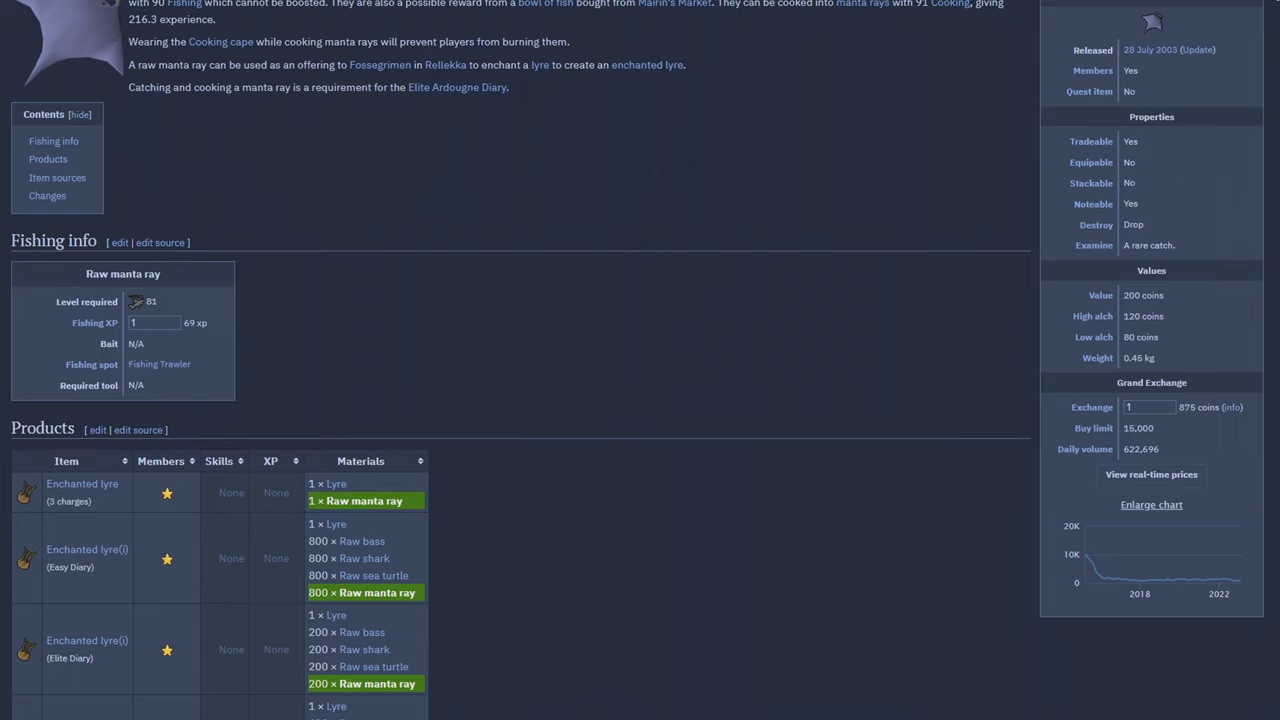 with 90 Fishing which cannot be boosted. They are also a possible reward from a bowl of fish bought from Mairin's Market. They can be cooked into manta rays with 91 Cooking, giving
216.3 experience.
Wearing the Cooking cape while cooking manta rays will prevent players from burning them.
A raw manta ray can be used as an offering to Fossegrimen in Rellekka to enchant a lyre to create an enchanted lyre.
Catching and cooking a manta ray is a requirement for the Elite Ardougne Diary.
Contents [hide]
Fishing info
Products
Item sources
Changes
Fishing info [ edit | edit source ]
Raw manta ray
Level required 81
Fishing XP 1 69 xp
Bait N/A
Fishing spot Fishing Trawler
Required tool N/A
Products [ edit | edit source ]
Item Members Skills XP Materials
Enchanted lyre
(3 charges)
None None
1 × Lyre
1 × Raw manta ray
Enchanted lyre(i)
(Easy Diary)
None None
1 × Lyre
800 × Raw bass
800 × Raw shark
800 × Raw sea turtle
800 × Raw manta ray
Enchanted lyre(i)
(Elite Diary)
None None
1 × Lyre
200 × Raw bass
200 × Raw shark
200 × Raw sea turtle
200 × Raw manta ray
1 × Lyre
Released 28 July 2003 (Update)
Members Yes
Quest item No
Properties
Tradeable Yes
Equipable No
Stackable No
Noteable Yes
Destroy Drop
Examine A rare catch.
Values
Value 200 coins
High alch 120 coins
Low alch 80 coins
Weight 0.45 kg
Grand Exchange
Exchange 1 875 coins (info)
Buy limit 15,000
Daily volume 622,696
View real-time prices
Enlarge chart
20K
10K
0
2018 2022